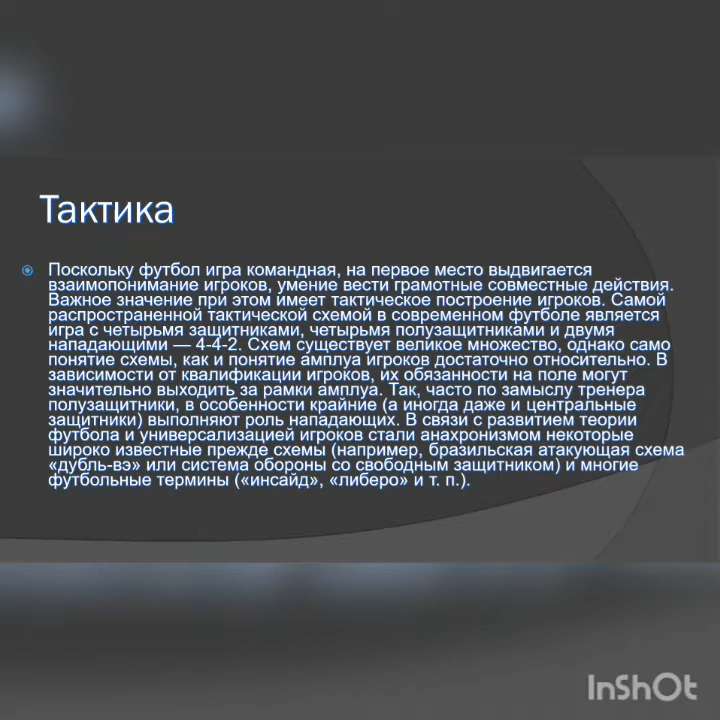 Тактика
Поскольку футбол игра командная, на первое место выдвигается
взаимопонимание игроков, умение вести грамотные совместные действия.
Важное значение при этом имеет тактическое построение игроков. Самой
распространенной тактической схемой в современном футболе является
игра с четырьмя защитниками, четырьмя полузащитниками и двумя
нападающими — 4-4-2. Схем существует великое множество, однако само
понятие схемы, как и понятие амплуа игроков достаточно относительно. В
зависимости от квалификации игроков, их обязанности на поле могут
значительно выходить за рамки амплуа. Так, часто по замыслу тренера
полузащитники, в особенности крайние (а иногда даже и центральные
защитники) выполняют роль нападающих. В связи с развитием теории
футбола и универсализацией игроков стали анахронизмом некоторые
широко известные прежде схемы (например, бразильская атакующая схема
«дубль-вэ» или система обороны со свободным защитником) и многие
футбольные термины («инсайд», «либеро» и т. п.).
InShOt